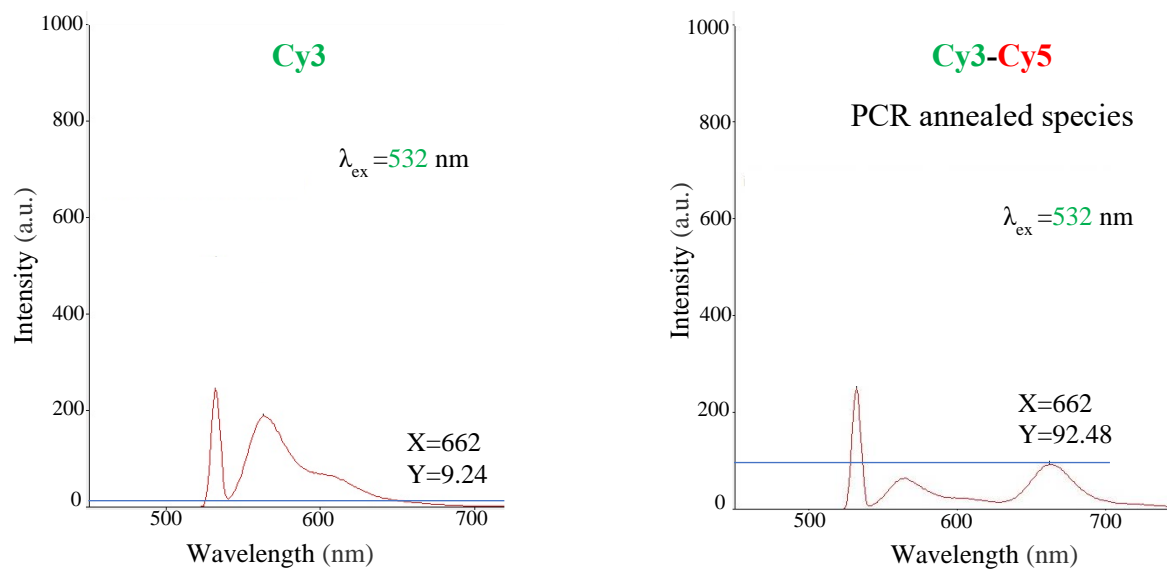 Cy3
λex =532 nm
X=662
Y=9.24
1000
800
600
400
200
0
500
600
700
Intensity (a.u.)
Wavelength (nm)
Cy3-Cy5
PCR annealed species
λex =532 nm
X=662
Y=92.48
1000
800
600
400
200
0
500
600
700
Intensity (a.u.)
Wavelength (nm)